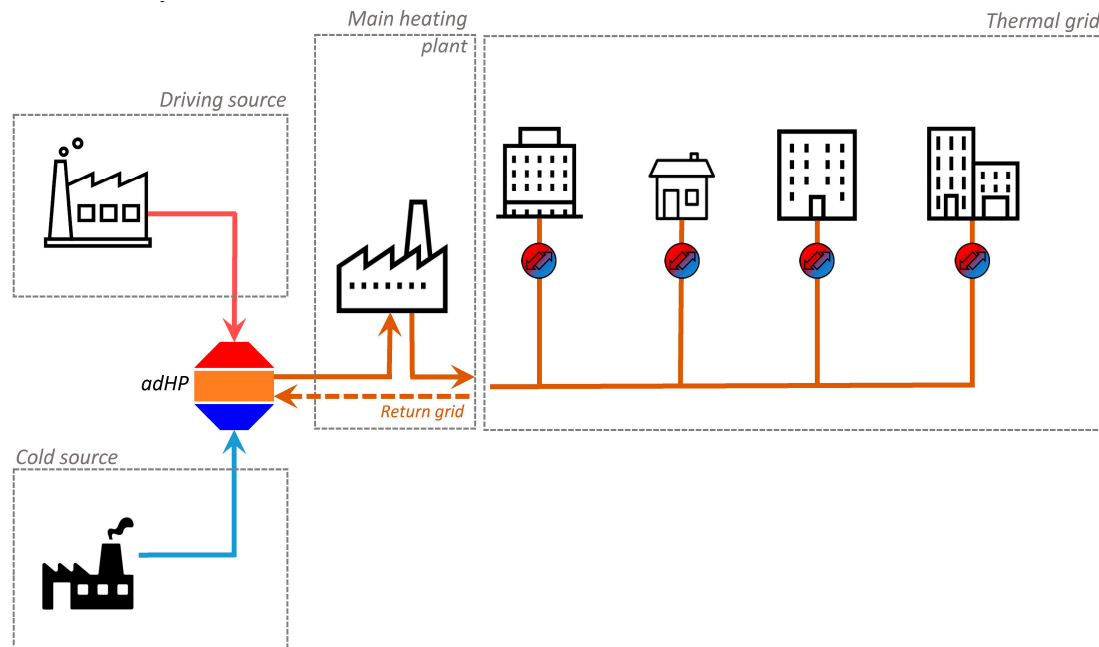 Main heating
plant
Thermal grid
Driving source
adHP
Return grid
Cold source